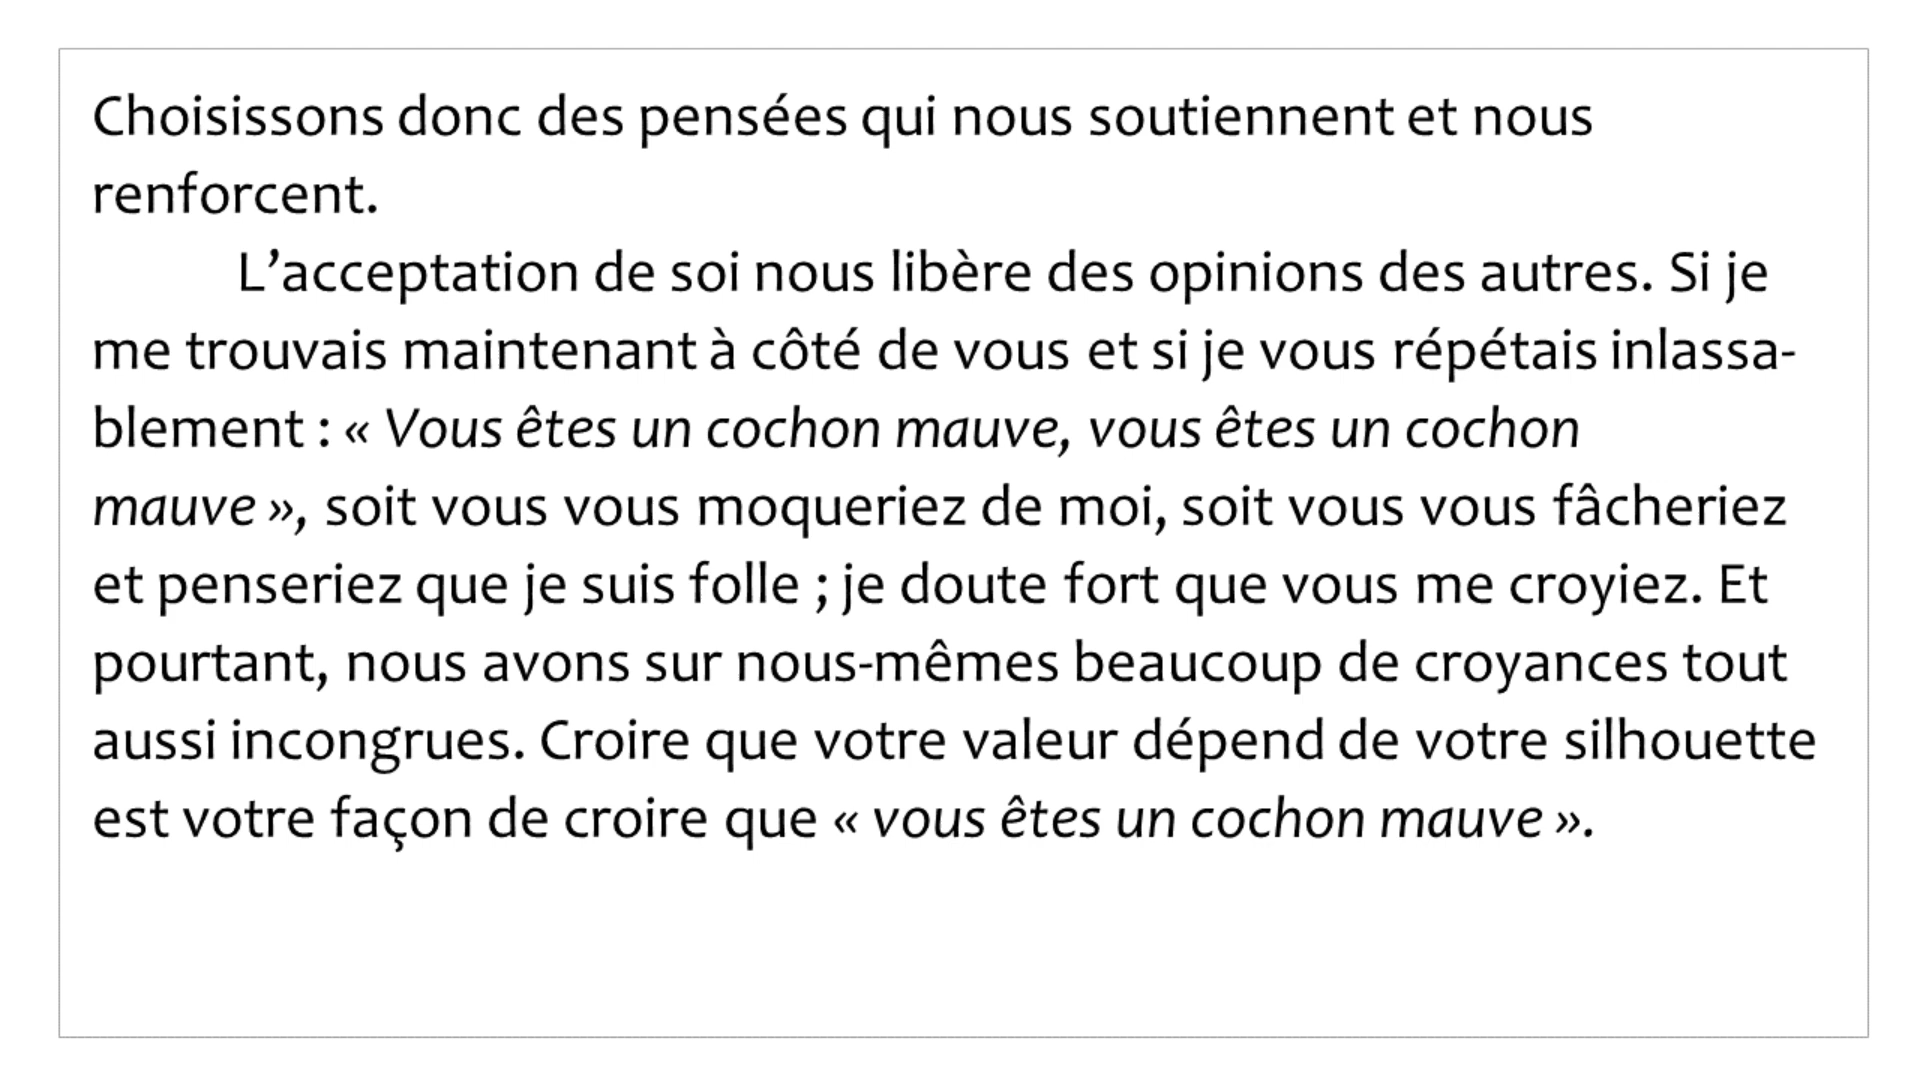 Choisissons donc des pensées qui nous soutiennent et nous
renforcent.
L’acceptation de soi nous libère des opinions des autres. Si je
me trouvais maintenant à côté de vous et si je vous répétais inlassa-
blement : « Vous êtes un cochon mauve, vous êtes un cochon
mauve », soit vous vous moqueriez de moi, soit vous vous fâcheriez
et penseriez que je suis folle ; je doute fort que vous me croyiez. Et
pourtant, nous avons sur nous-mêmes beaucoup de croyances tout
aussi incongrues. Croire que votre valeur dépend de votre silhouette
est votre façon de croire que « vous êtes un cochon mauve ».